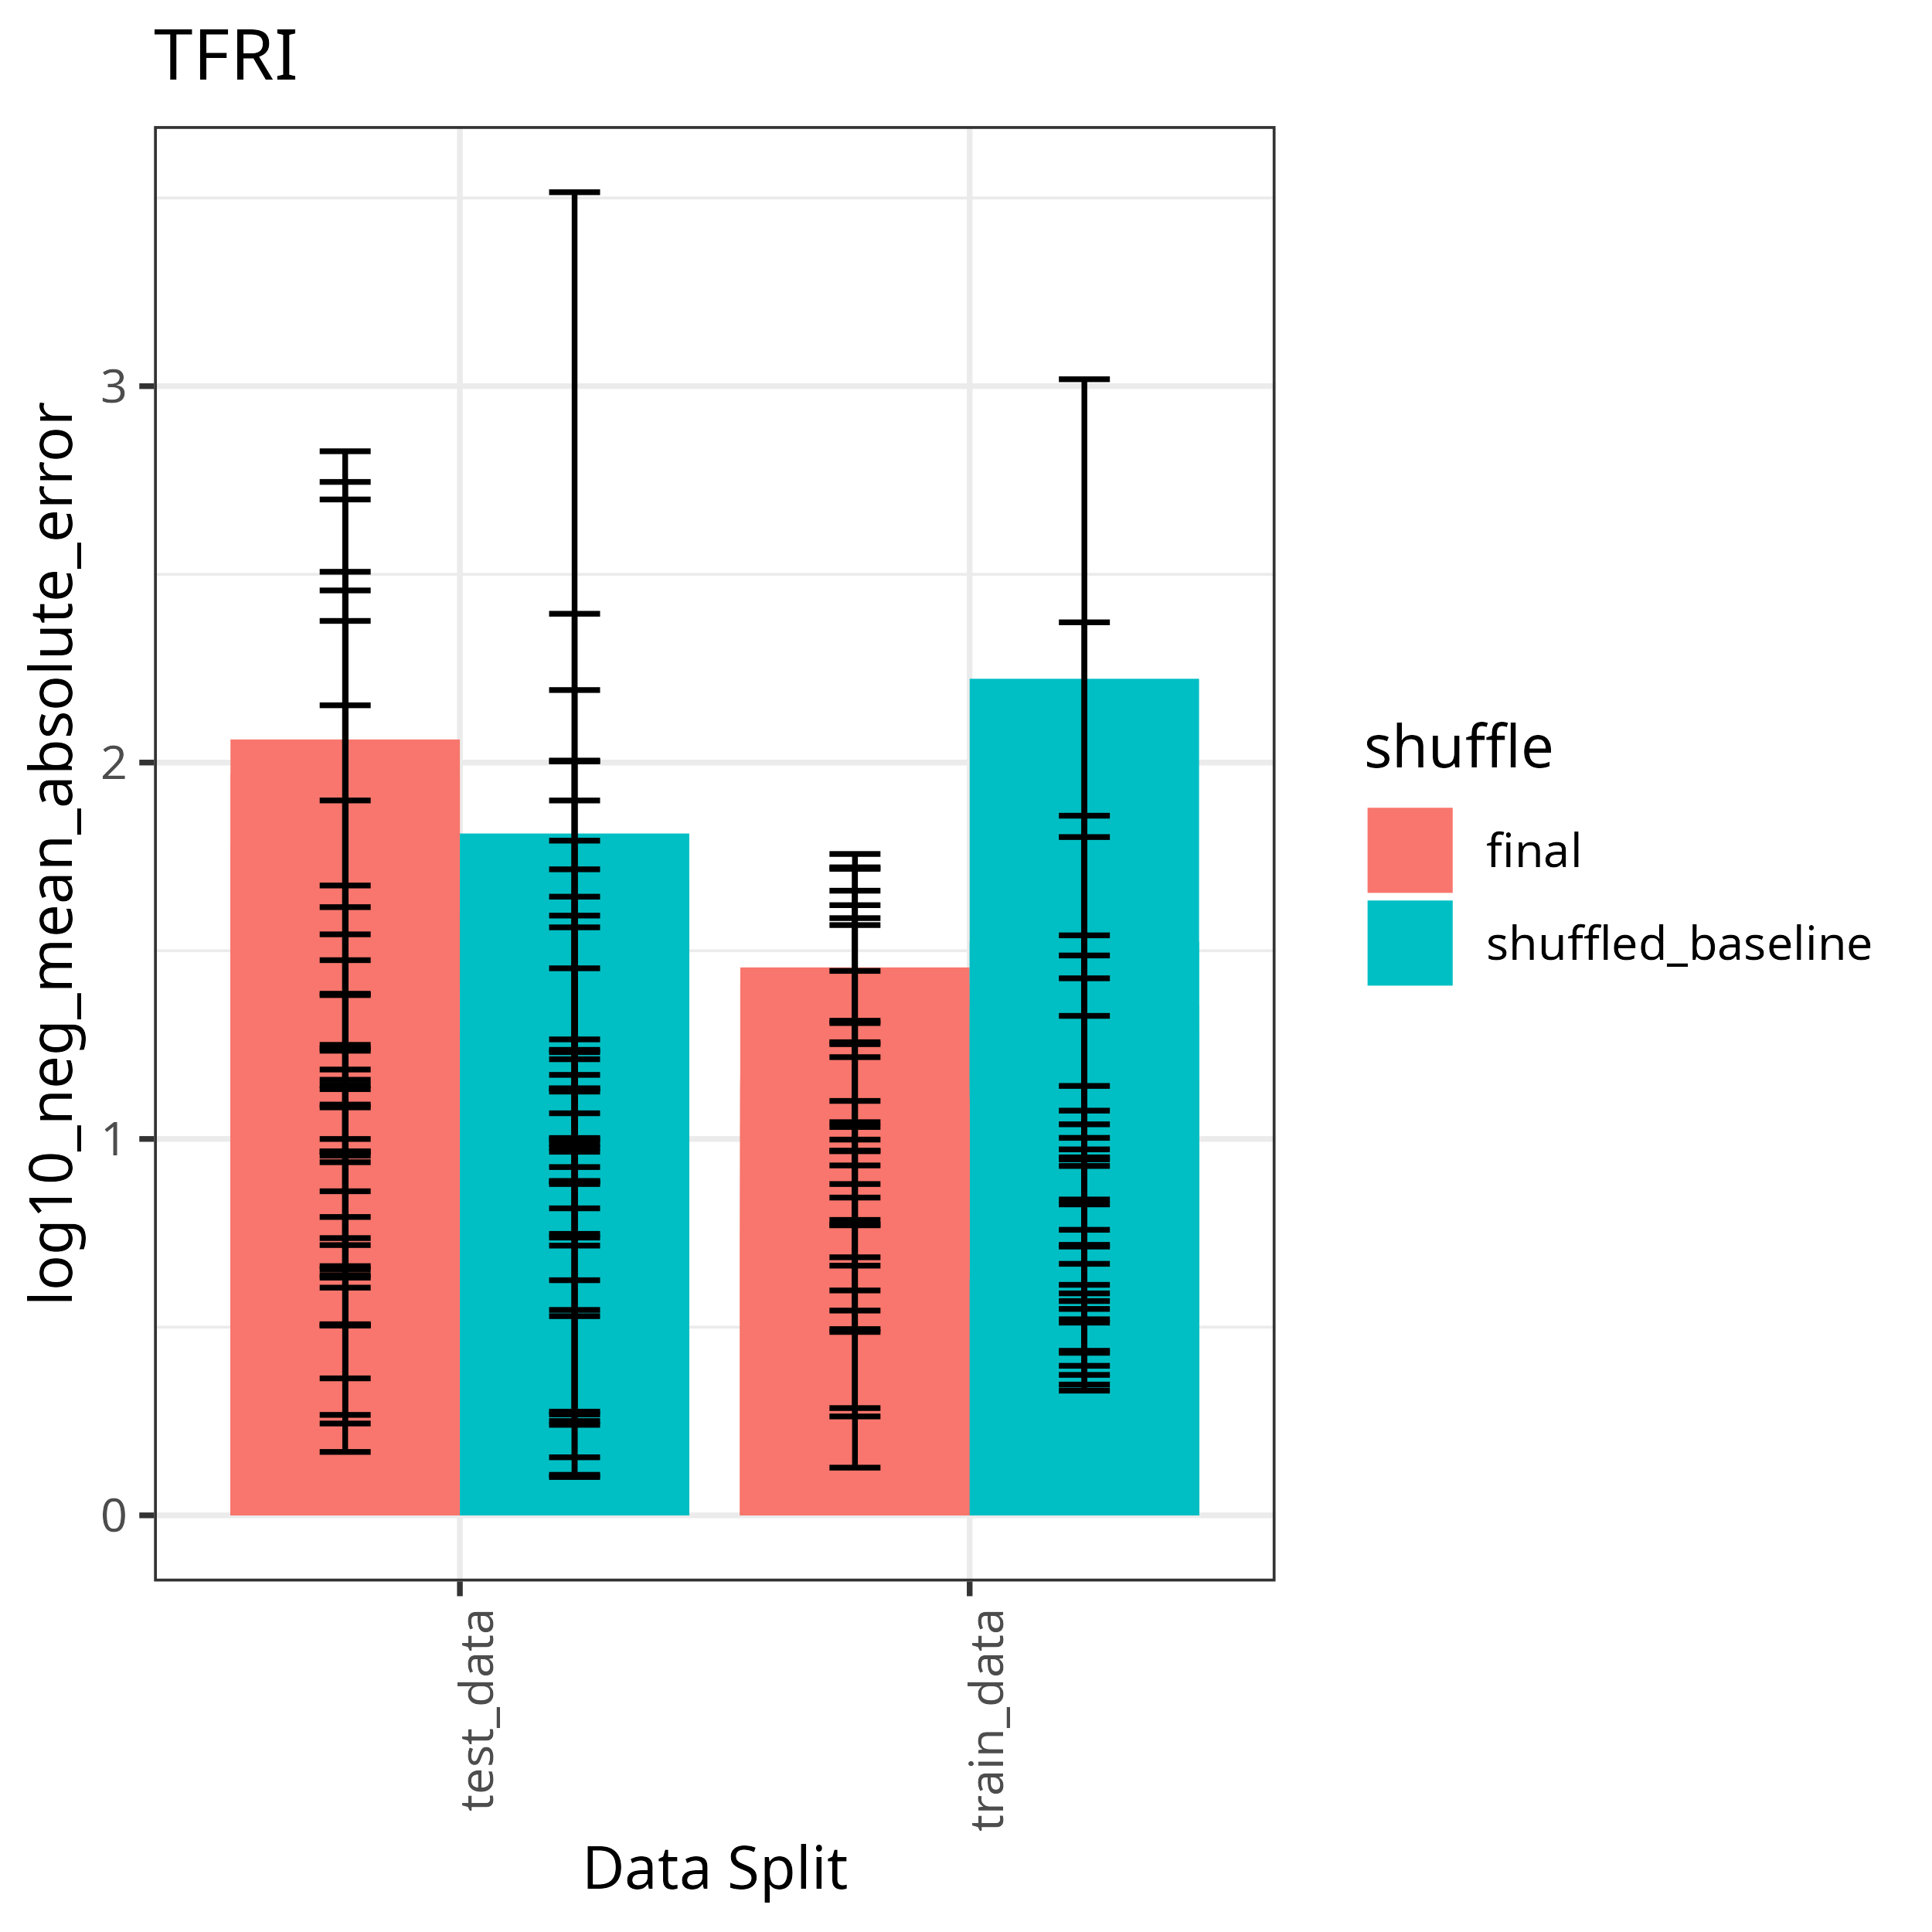 TFRI
log10_neg_mean_absolute_error
3
2
1
0
test_data
train_data
Data Split
shuffle
final
shuffled_baseline